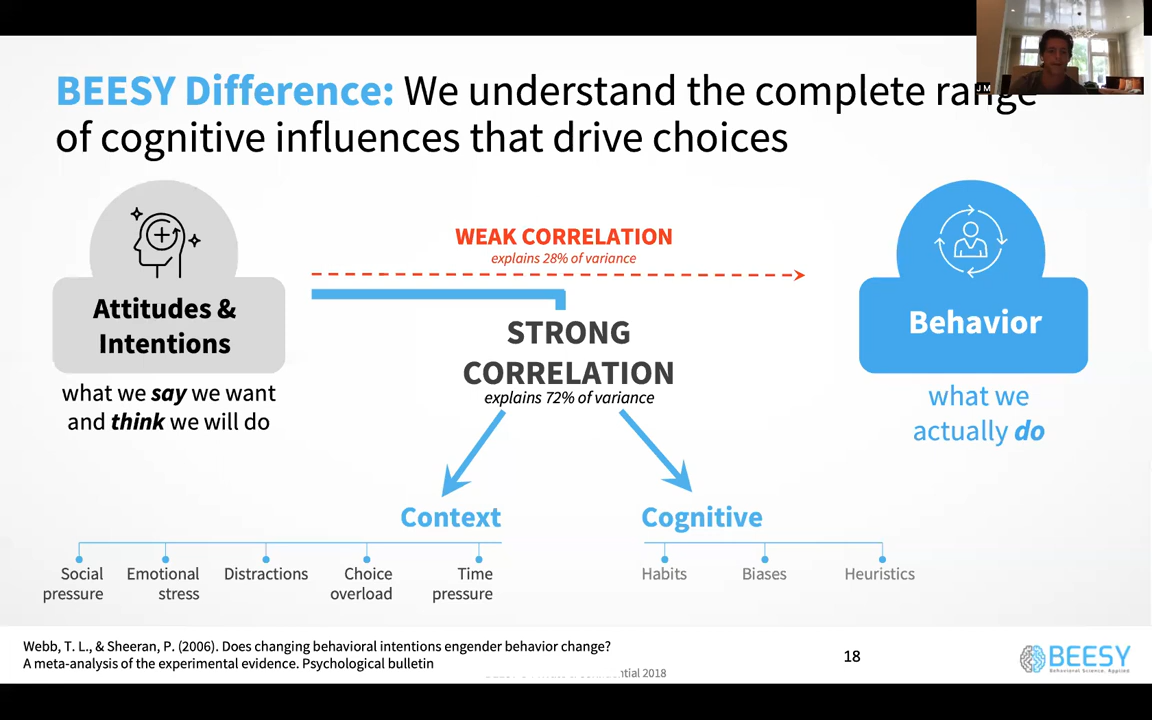 BEESY Difference: We understand the complete range
of cognitive influences that drive choices
J M
WEAK CORRELATION
explains 28% of variance
Attitudes &
Intentions
what we say we want
and think we will do
STRONG
CORRELATION
explains 72% of variance
Behavior
what we
actually do
Context
Cognitive
Social
pressure
Emotional
stress
Distractions
Choice
overload
Time
pressure
Habits
Biases
Heuristics
Webb, T. L., & Sheeran, P. (2006). Does changing behavioral intentions engender behavior change?
A meta-analysis of the experimental evidence. Psychological bulletin
2018
18
BEESY
Behavioral Science. Applied